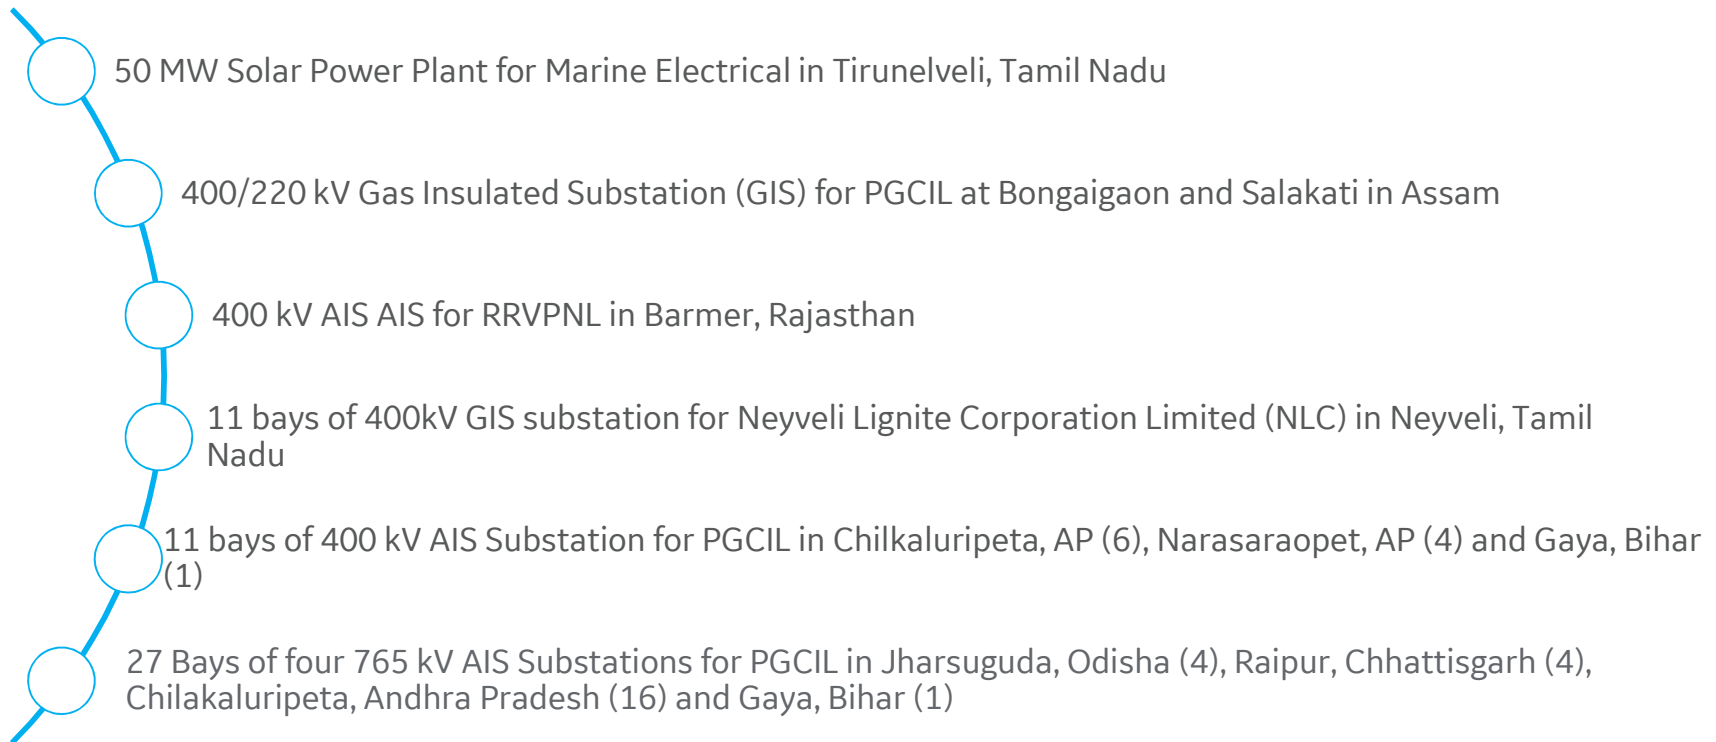 50 MW Solar Power Plant for Marine Electrical in Tirunelveli, Tamil Nadu
400/220 kV Gas Insulated Substation (GIS) for PGCIL at Bongaigaon and Salakati in Assam
400 kV AIS AIS for RRVPNL in Barmer, Rajasthan
11 bays of 400kV GIS substation for Neyveli Lignite Corporation Limited (NLC) in Neyveli, Tamil
Nadu
11 bays of 400 kV AIS Substation for PGCIL in Chilkaluripeta, AP (6), Narasaraopet, AP (4) and Gaya, Bihar
(1)
27 Bays of four 765 kV AIS Substations for PGCIL in Jharsuguda, Odisha (4), Raipur, Chhattisgarh (4),
Chilakaluripeta, Andhra Pradesh (16) and Gaya, Bihar (1)